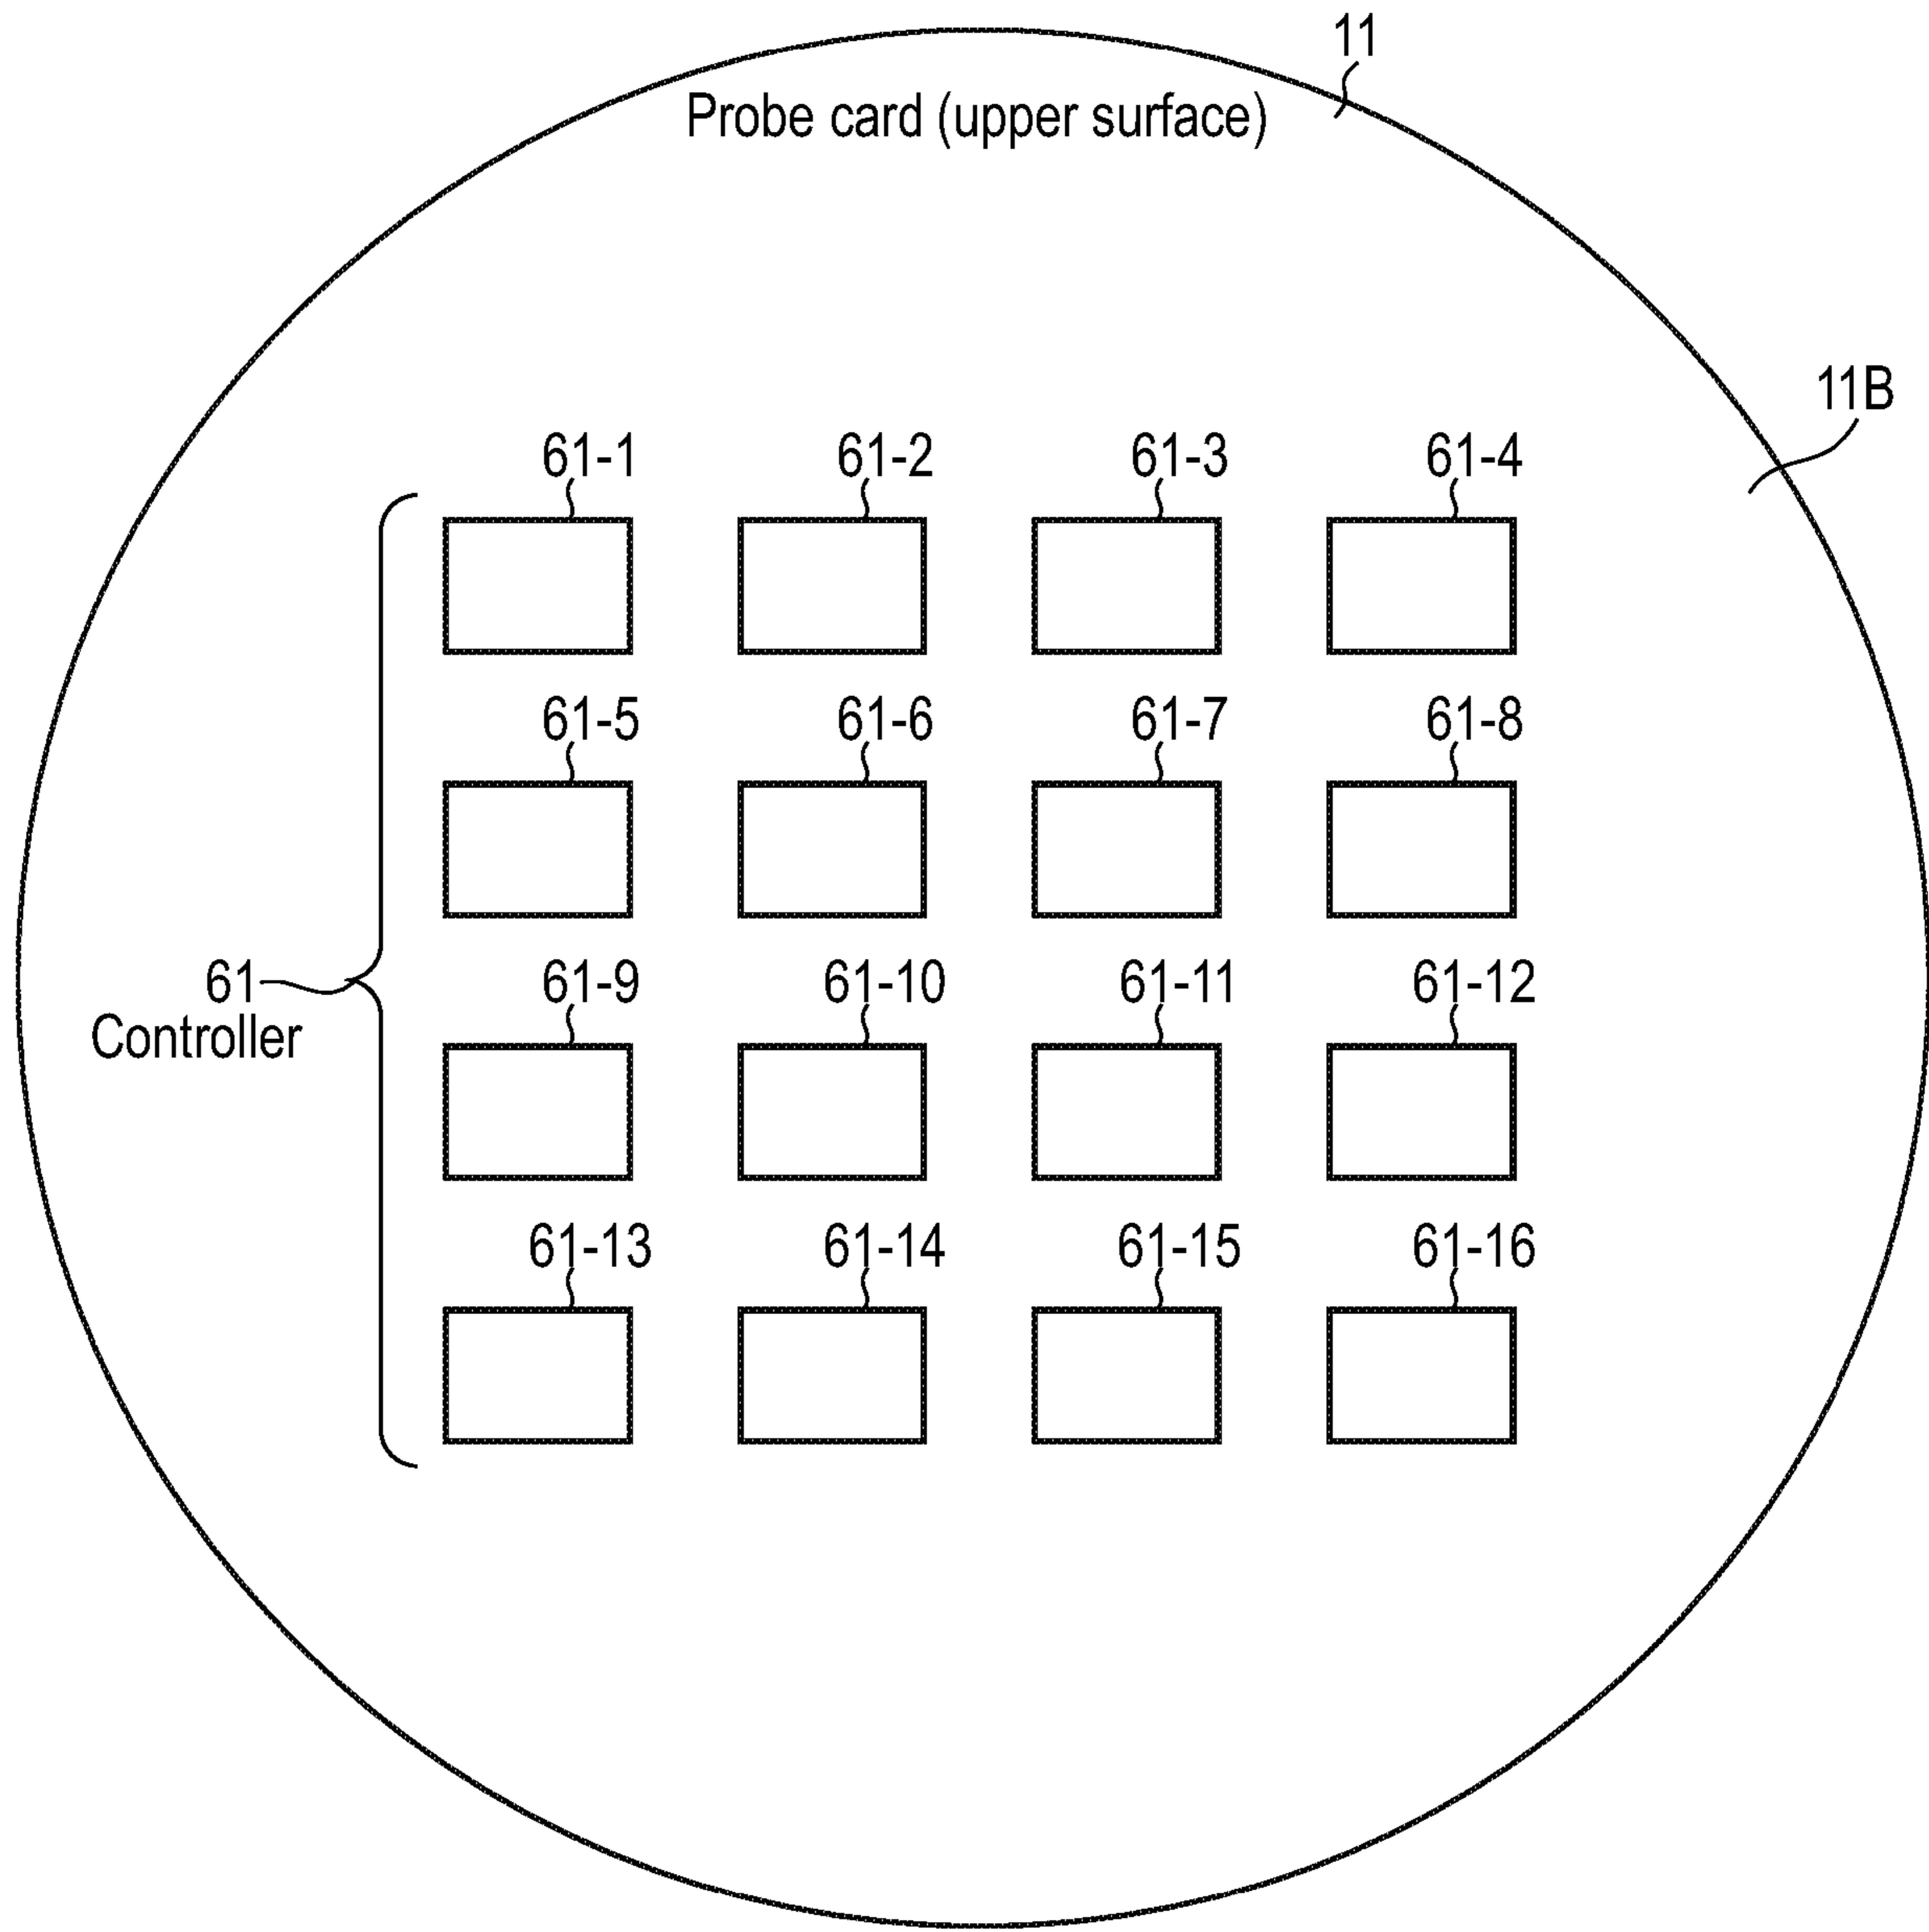 11
Probe card (upper surface)
11B
61-1 61-2 61-3 61-4
61-5 61-6 61-7 61-8
61 61-9 61-10 61-11 61-12
Controller
61-13 61-14 61-15 61-16